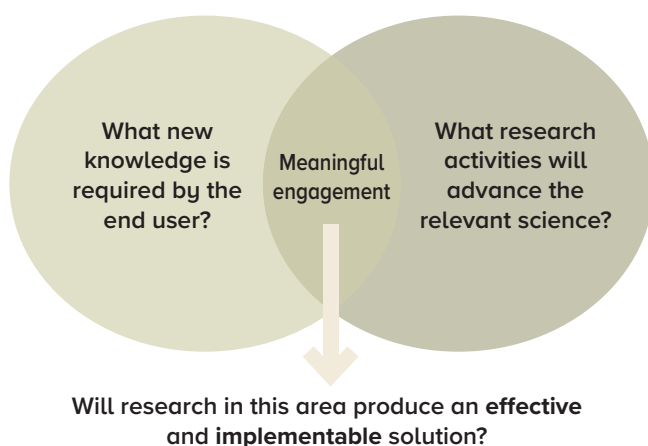 What new
knowledge is
required by the
end user?
Meaningful
engagement
What research
activities will
advance the
relevant science?
Will research in this area produce an effective
and implementable solution?